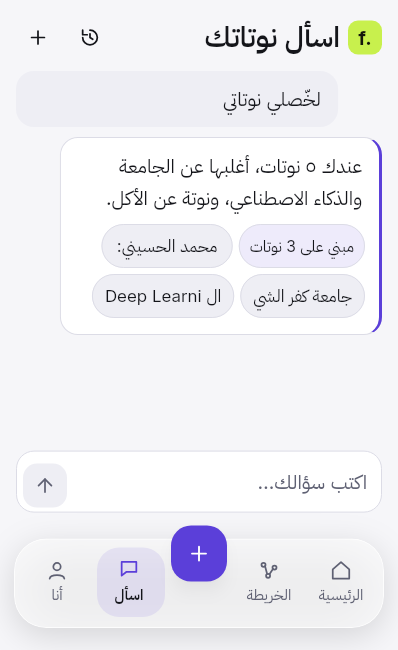 اسأل نوتاتك
f.
لخّصلي نوتاتي
عندك ٥ نوتات، أغلبها عن الجامعة
والذكاء الاصطناعي، ونوتة عن الأكل.
مبني على 3 نوتات
محمد الحسيني:
جامعة كفر الشي
ال Deep Learni
اكتب سؤالك...
الرئيسية
الخريطة
اسأل
أنا